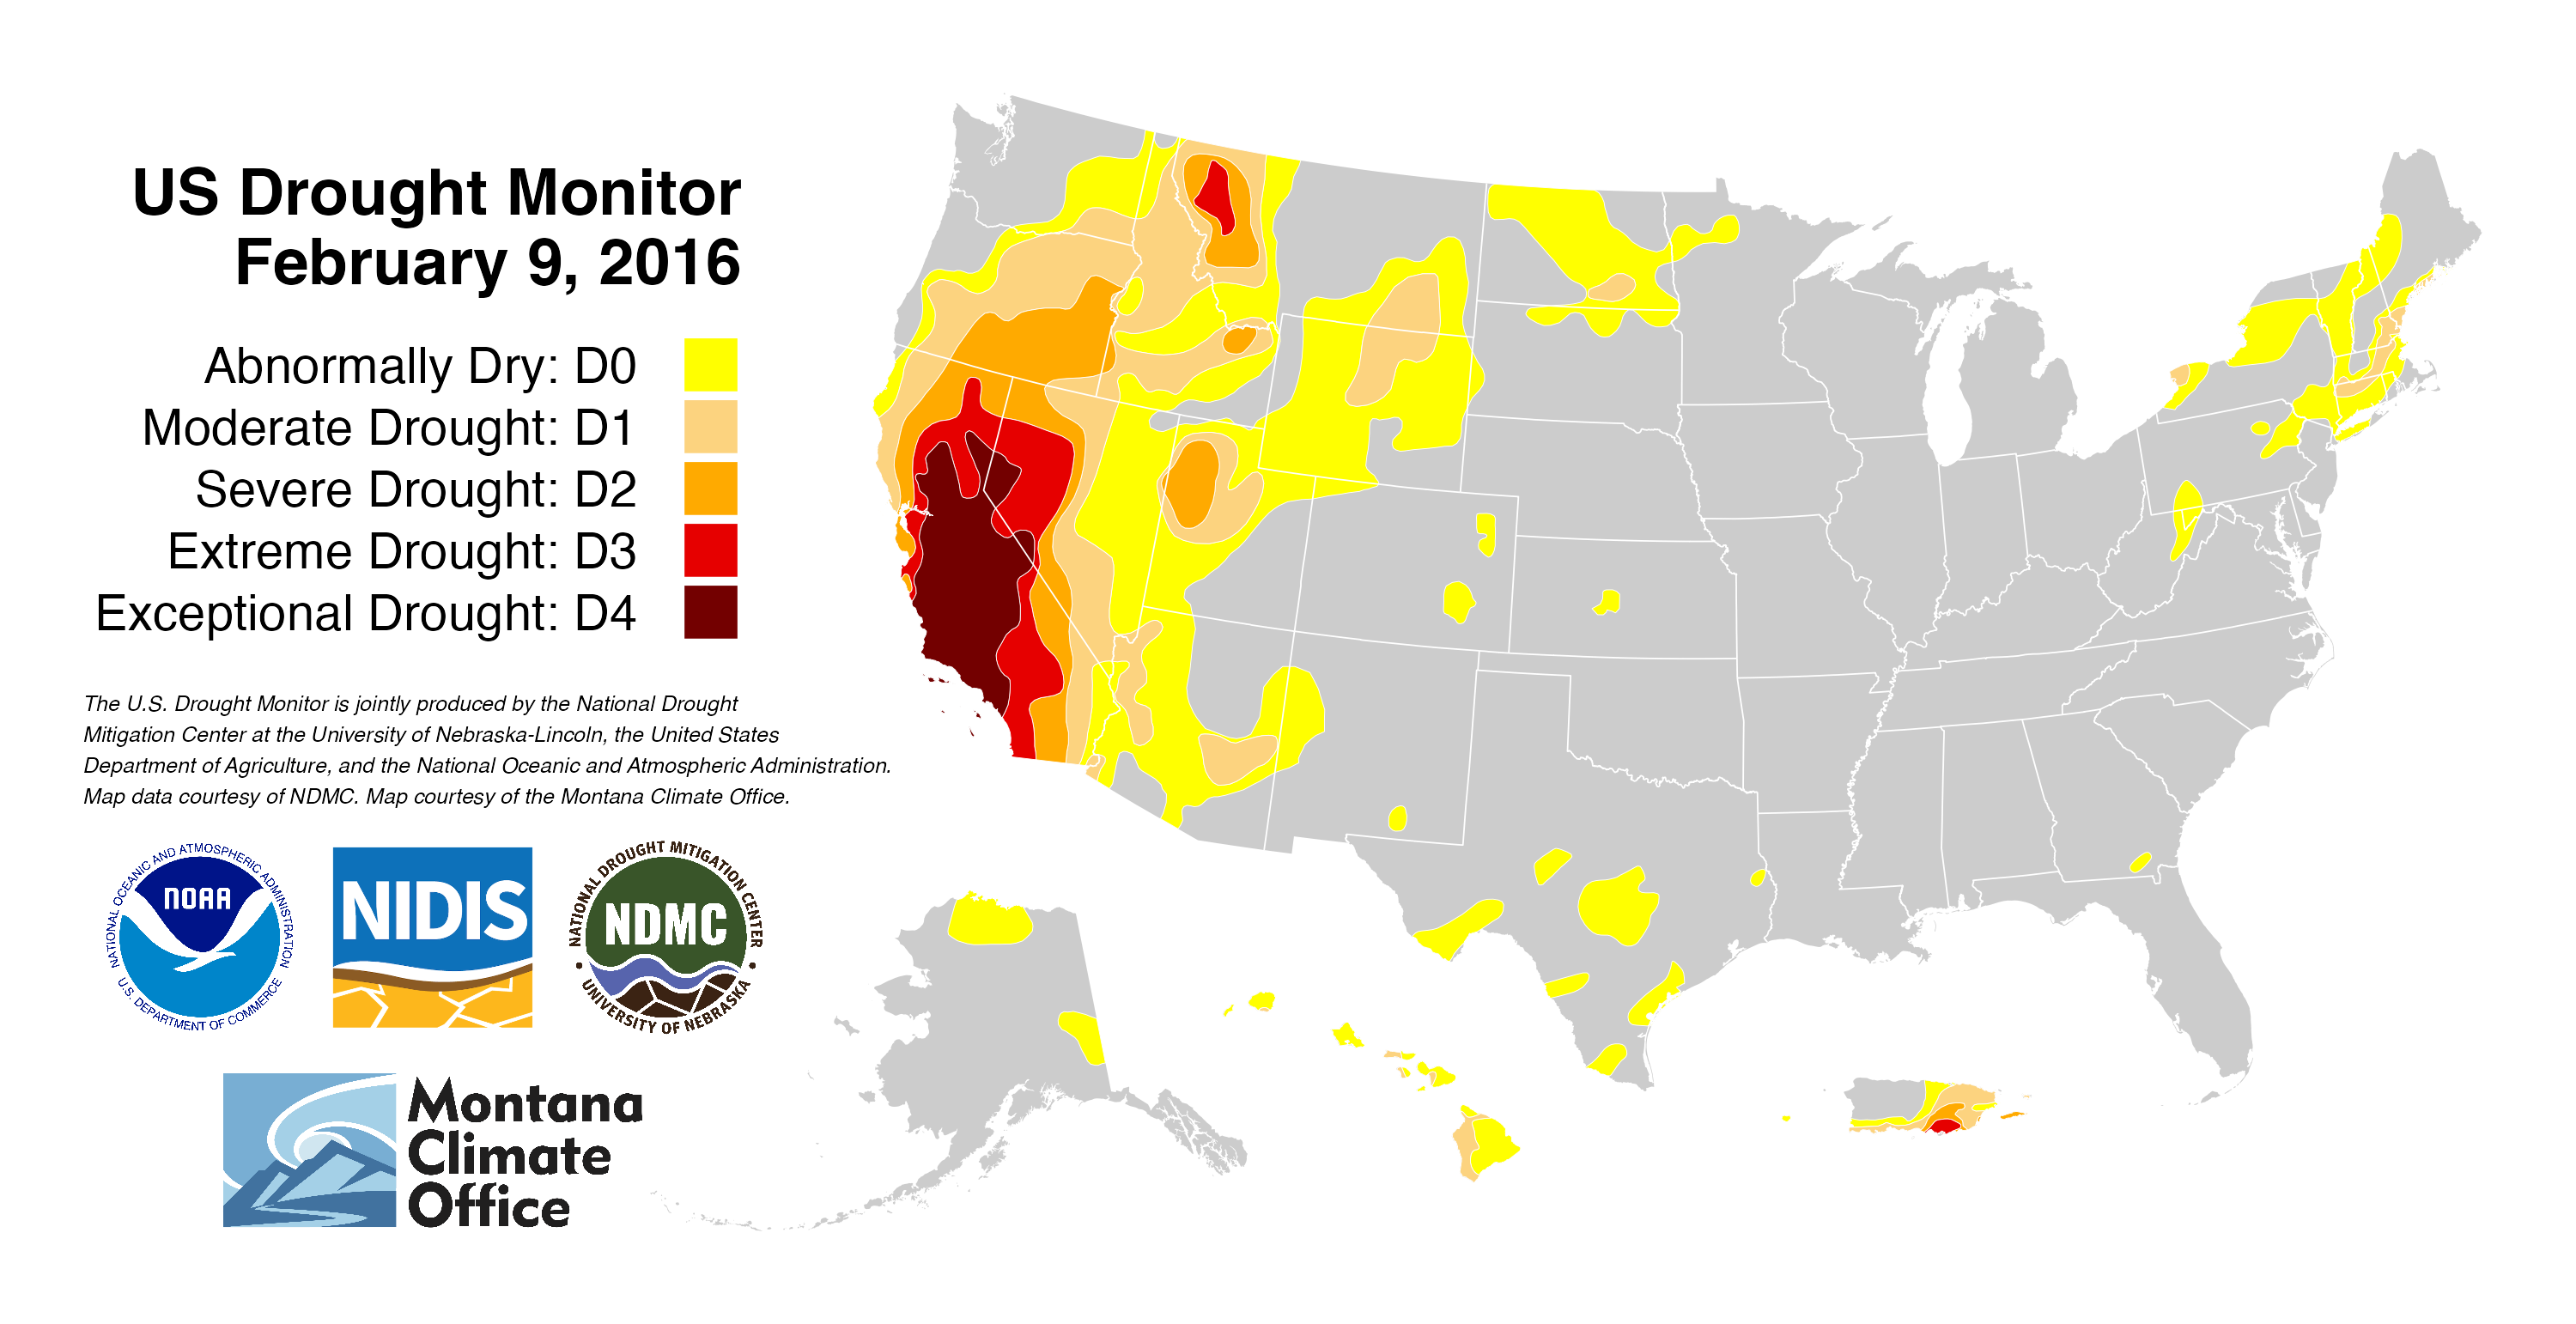 US Drought Monitor
February 9, 2016
Abnormally Dry: D0
Moderate Drought: D1
Severe Drought: D2
Extreme Drought: D3
Exceptional Drought: D4
The U.S. Drought Monitor is jointly produced by the National Drought
Mitigation Center at the University of Nebraska-Lincoln, the United States
Department of Agriculture, and the National Oceanic and Atmospheric Administration.
Map data courtesy of NDMC. Map courtesy of the Montana Climate Office.
NATIONAL OCEANIC AND ATMOSPHERIC ADMINISTRATION
NOAA
U.S. DEPARTMENT OF COMMERCE
NIDIS
NATIONAL DROUGHT MITIGATION CENTER
NDMC
UNIVERSITY OF NEBRASKA
Montana
Climate
Office